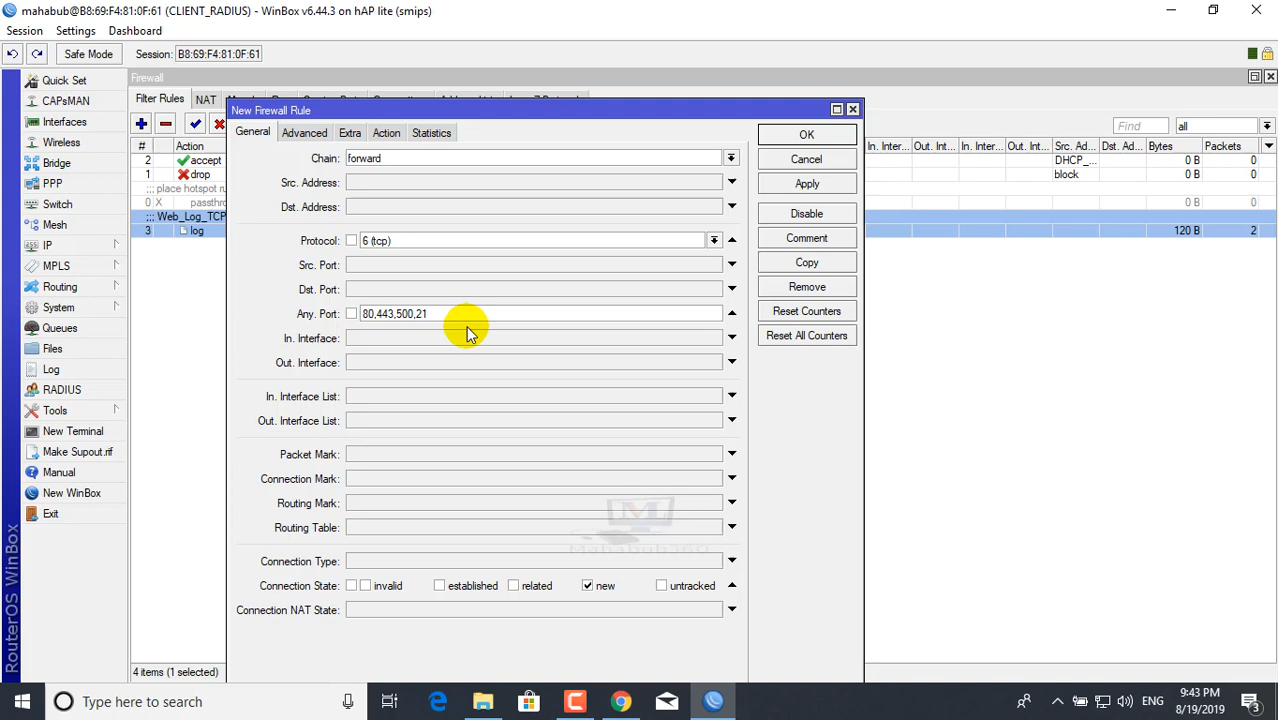 mahabub@B8:69:F4:81:0F:61 (CLIENT_RADIUS) - WinBox v6.44.3 on hAP lite (smips)
Session Settings Dashboard
Safe Mode Session: B8:69:F4:81:0F:61
Quick Set
CAPsMAN
Interfaces
Wireless
Bridge
PPP
Switch
Mesh
IP
MPLS
Routing
System
Queues
Files
Log
RADIUS
Tools
New Terminal
Make Supout.rif
Manual
New WinBox
Exit
RouterOS WinBox
Firewall
Filter Rules NAT
Find all
# Action In. Inter... Out. Int... In. Inter... Out. Int... Src. Ad... Dst. Ad... Bytes Packets
2 accept DHCP_... 0 B 0
1 drop block 0 B 0
;;; place hotspot ru
0 X passthr 0 B 0
;;; Web_Log_TCP
3 log 120 B 2
4 items (1 selected)
New Firewall Rule
General Advanced Extra Action Statistics
Chain: forward
Src. Address:
Dst. Address:
Protocol: 6 (tcp)
Src. Port:
Dst. Port:
Any. Port: 80,443,500,21
In. Interface:
Out. Interface:
In. Interface List:
Out. Interface List:
Packet Mark:
Connection Mark:
Routing Mark:
Routing Table:
Connection Type:
Connection State: invalid established related new untracked
Connection NAT State:
OK
Cancel
Apply
Disable
Comment
Copy
Remove
Reset Counters
Reset All Counters
Type here to search
ENG
9:43 PM
8/19/2019
3